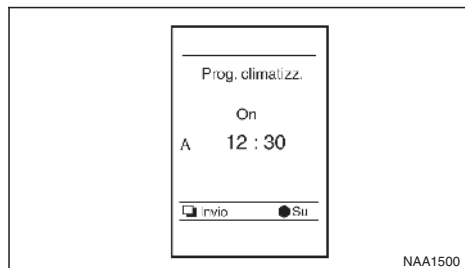 Prog. climatizz.
On
A 12 : 30
Invio Su
NAA1500